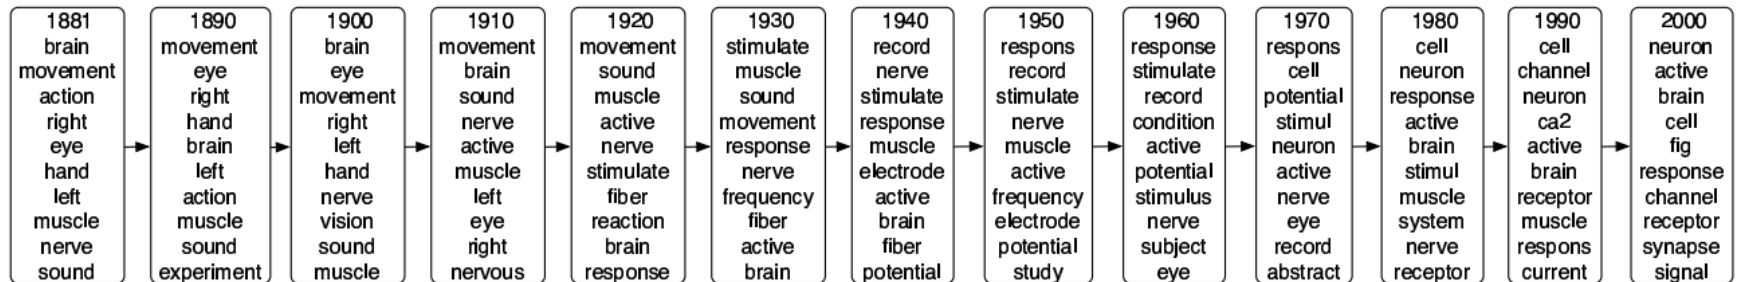 1881
brain
movement
action
right
eye
hand
left
muscle
nerve
sound
1890
movement
eye
right
hand
brain
left
action
muscle
sound
experiment
1900
brain
eye
movement
right
left
hand
nerve
vision
sound
muscle
1910
movement
brain
sound
nerve
active
muscle
left
eye
right
nervous
1920
movement
sound
muscle
active
nerve
stimulate
fiber
reaction
brain
response
1930
stimulate
muscle
sound
movement
response
nerve
frequency
fiber
active
brain
1940
record
nerve
stimulate
response
muscle
electrode
active
brain
fiber
potential
1950
respons
record
stimulate
nerve
muscle
active
frequency
electrode
potential
study
1960
response
stimulate
record
condition
active
potential
stimulus
nerve
subject
eye
1970
respons
cell
potential
stimul
neuron
active
nerve
eye
record
abstract
1980
cell
neuron
response
active
brain
stimul
muscle
system
nerve
receptor
1990
cell
channel
neuron
ca2
active
brain
receptor
muscle
respons
current
2000
neuron
active
brain
cell
fig
response
channel
receptor
synapse
signal